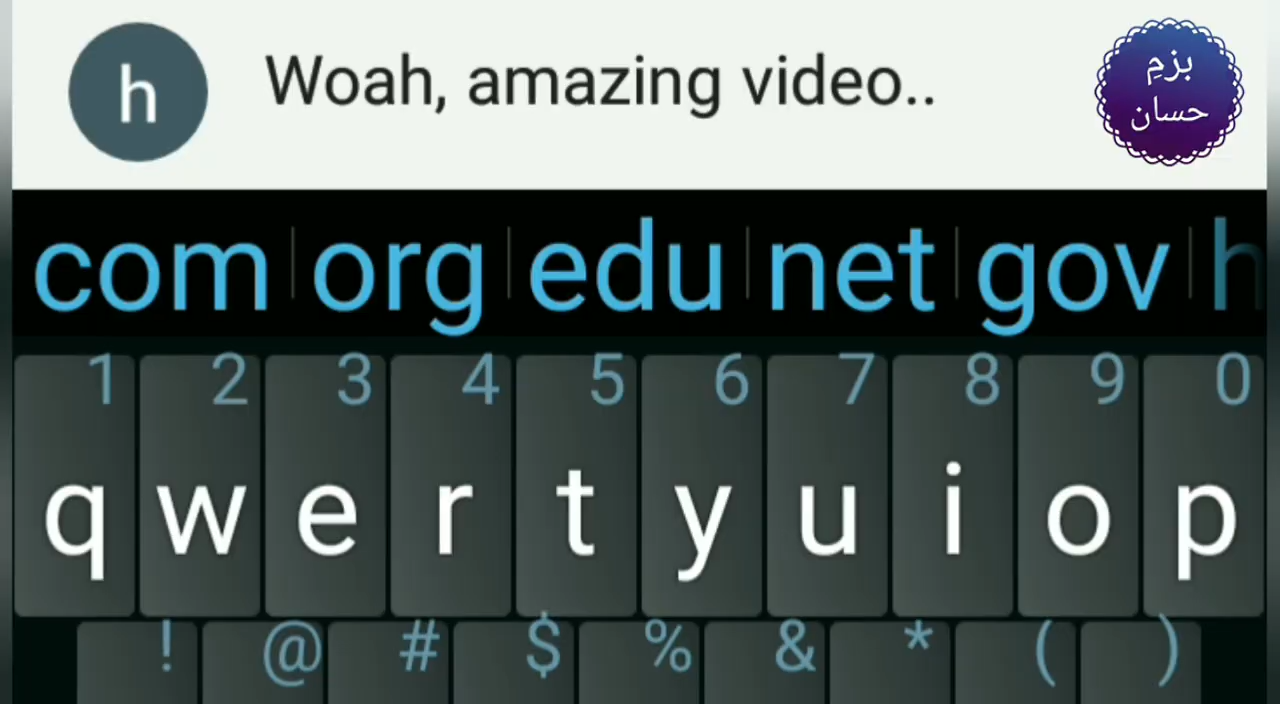 h
Woah, amazing video..
بزمِ
حسان
com org edu net gov h
1 2 3 4 5 6 7 8 9 0
q w e r t y u i o p
! @ # $ % & * ( )